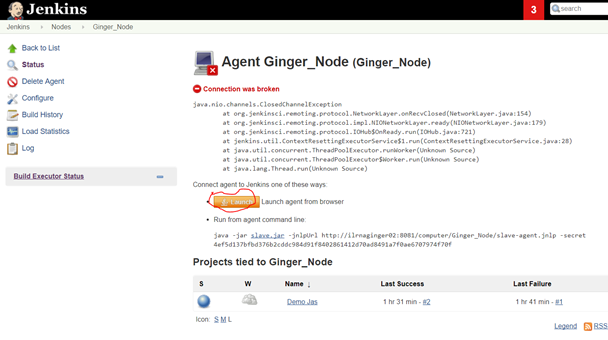 Jenkins
3
search
Jenkins Nodes Ginger_Node
Back to List
Status
Delete Agent
Configure
Build History
Load Statistics
Log
Build Executor Status
Agent Ginger_Node (Ginger_Node)
Connection was broken
java.nio.channels.ClosedChannelException
at org.jenkinsci.remoting.protocol.NetworkLayer.onRecvClosed(NetworkLayer.java:154)
at org.jenkinsci.remoting.protocol.impl.NIONetworkLayer.ready(NIONetworkLayer.java:179)
at org.jenkinsci.remoting.protocol.IOHub$OnReady.run(IOHub.java:721)
at jenkins.util.ContextResettingExecutorService$1.run(ContextResettingExecutorService.java:28)
at java.util.concurrent.ThreadPoolExecutor.runWorker(Unknown Source)
at java.util.concurrent.ThreadPoolExecutor$Worker.run(Unknown Source)
at java.lang.Thread.run(Unknown Source)
Connect agent to Jenkins one of these ways:
Launch Launch agent from browser
Run from agent command line:
java -jar slave.jar -jnlpUrl http://ilrnaginger02:8081/computer/Ginger_Node/slave-agent.jnlp -secret
4ef5d137bfbd376b2cddc984d91f8402861412d70ad8491a7f0ae6707974f70f
Projects tied to Ginger_Node
S W Name ↓ Last Success Last Failure
Demo Jas 1 hr 31 min - #2 1 hr 41 min - #1
Icon: S M L
Legend RSS